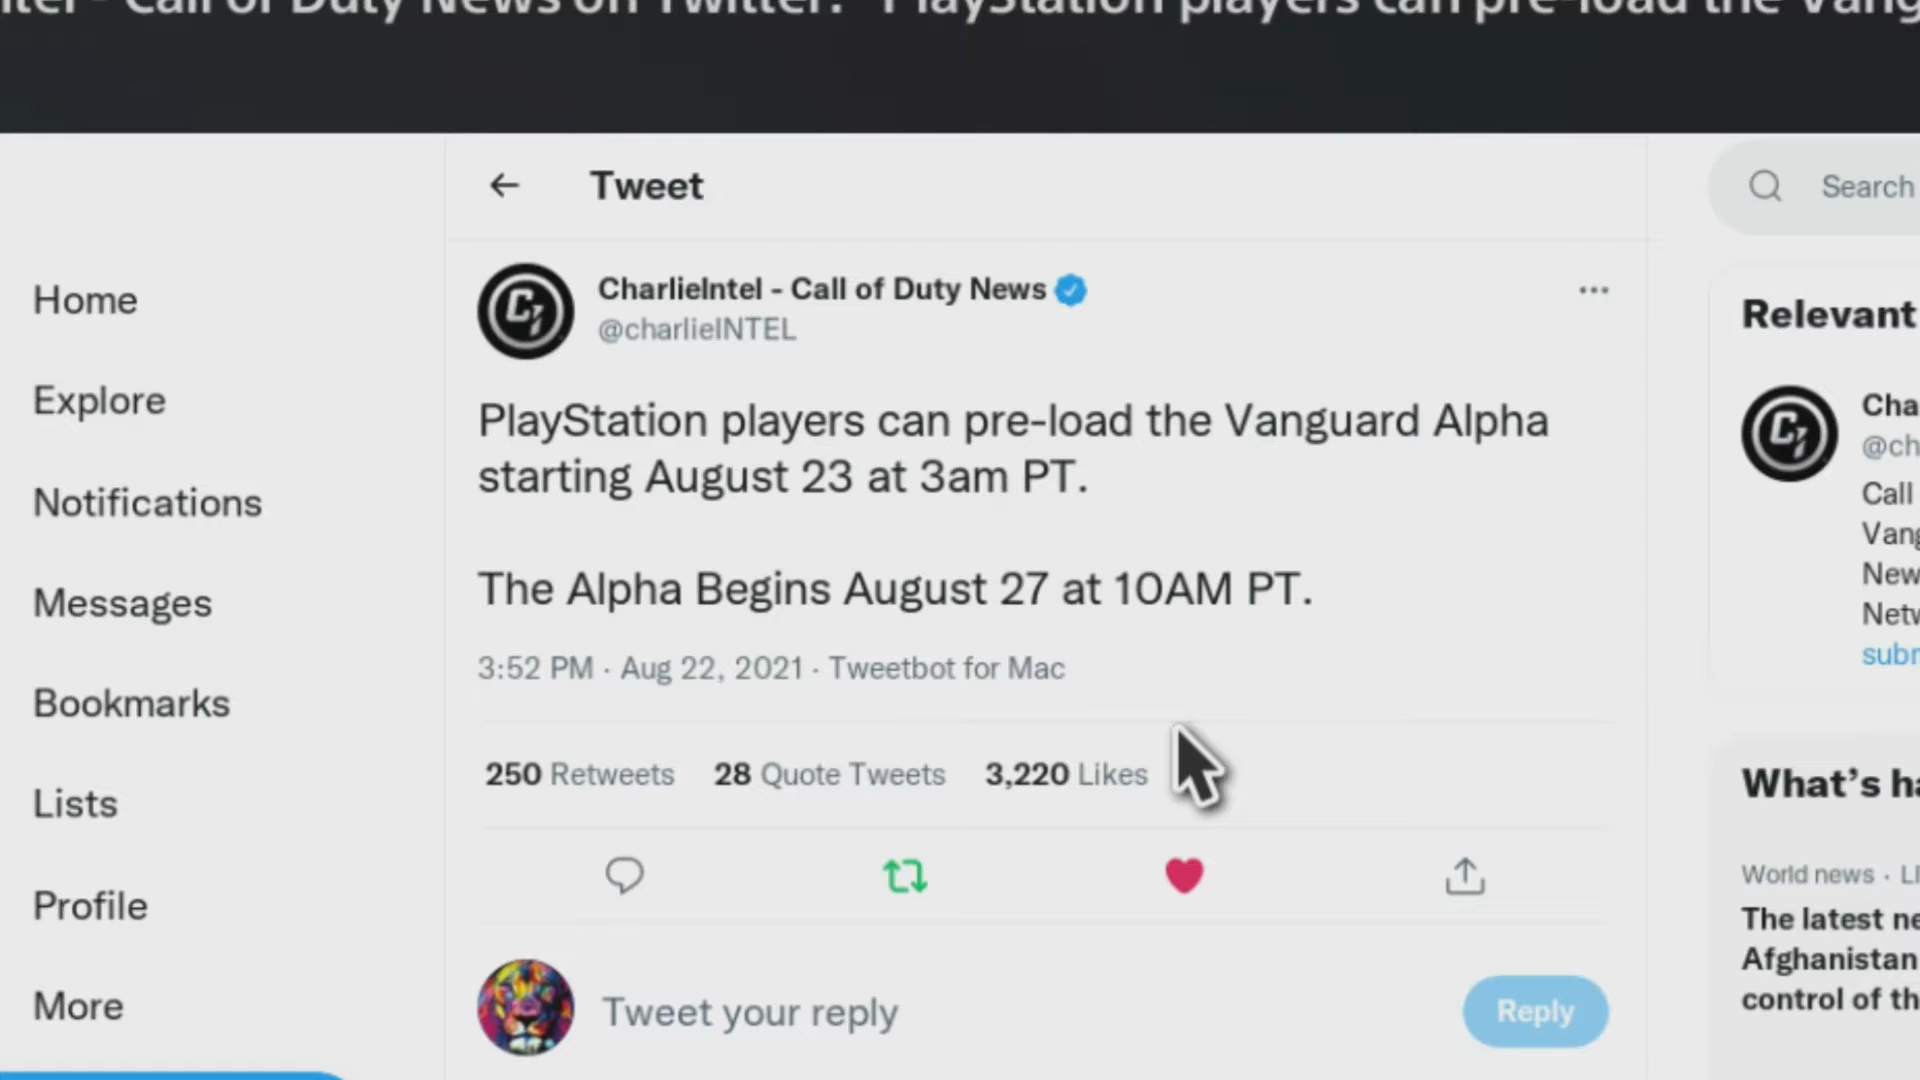 Call of Duty News on Twitter: "PlayStation players can pre-load the Vang
Tweet
Search
Home
Explore
Notifications
Messages
Bookmarks
Lists
Profile
More
CharlieIntel - Call of Duty News
@charlieINTEL
PlayStation players can pre-load the Vanguard Alpha
starting August 23 at 3am PT.
The Alpha Begins August 27 at 10AM PT.
3:52 PM · Aug 22, 2021 · Tweetbot for Mac
250 Retweets 28 Quote Tweets 3,220 Likes
Tweet your reply
Reply
Relevant
Cha
@ch
Call
Vang
New
Netw
subr
What's ha
World news ·
The latest ne
Afghanistan
control of th